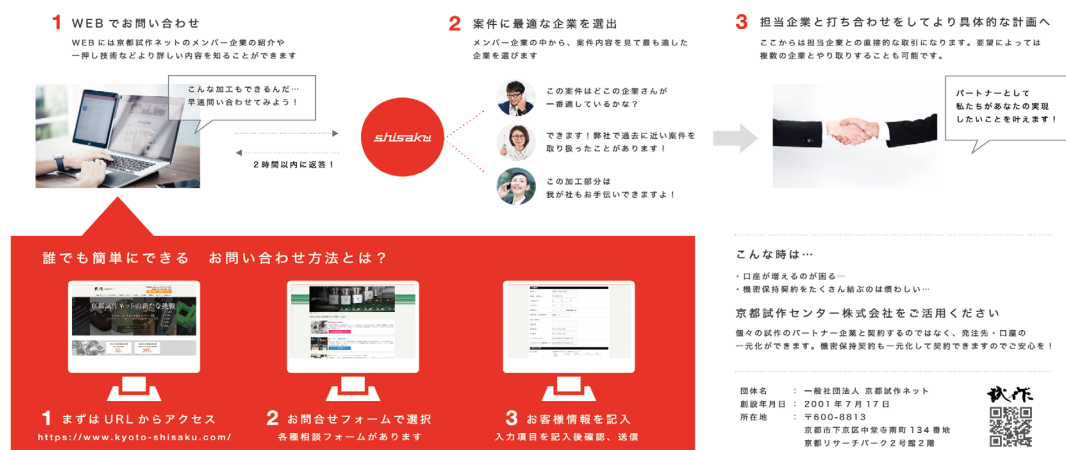 1 WEBでお問い合わせ
WEBには京都試作ネットのメンバー企業の紹介や
一押し技術などより詳しい内容を知ることができます
こんな加工もできるんだ…
早速問い合わせてみよう！
2時間以内に返答！
shisaku
2 案件に最適な企業を選出
メンバー企業の中から、案件内容を見て最も適した
企業を選びます
この案件はどこの企業さんが
一番適しているかな？
できます！弊社で過去に近い案件を
取り扱ったことがあります！
この加工部分は
我が社もお手伝いできますよ！
3 担当企業と打ち合わせをしてより具体的な計画へ
ここからは担当企業との直接的な取引になります。要望によっては
複数の企業とやり取りすることも可能です。
パートナーとして
私たちがあなたの実現
したいことを叶えます！
誰でも簡単にできる お問い合わせ方法とは？
京都試作ネットの新たな挑戦
1 まずはURLからアクセス
https://www.kyoto-shisaku.com/
2 お問合せフォームで選択
各種相談フォームがあります
3 お客様情報を記入
入力項目を記入後確認、送信
こんな時は…
・口座が増えるのが困る…
・機密保持契約をたくさん結ぶのは煩わしい…
京都試作センター株式会社をご活用ください
個々の試作のパートナー企業と契約するのではなく、発注先・口座の
一元化ができます。機密保持契約も一元化して契約できますのでご安心を！
団体名 ： 一般社団法人 京都試作ネット
創設年月日 ： 2001年7月17日
所在地 ： 〒600-8813
京都市下京区中堂寺南町134番地
京都リサーチパーク2号館2階
試作